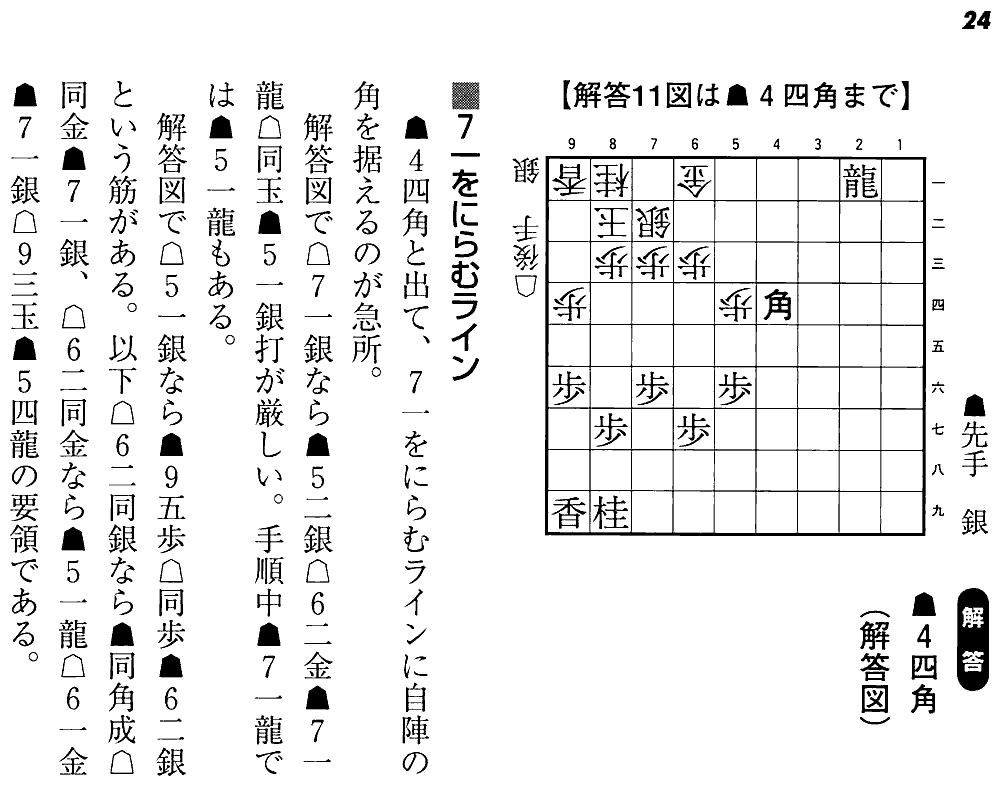 24
解答
▲4四角
(解答図)
【解答11図は▲4四角まで】
9 8 7 6 5 4 3 2 1
香 桂 金 龍 一
王 銀 二
歩 歩 歩 三
歩 歩 角 四
五
歩 歩 歩 六
歩 歩 七
八
香 桂 九
▲先手 銀
△後手 銀
■7一をにらむライン
▲4四角と出て、7一をにらむラインに自陣の
角を据えるのが急所。
解答図で△7一銀なら▲5二銀△6二金▲7一
龍△同玉▲5一銀打が厳しい。手順中▲7一龍で
は▲5一龍もある。
解答図で△5一銀なら▲9五歩△同歩▲6二銀
という筋がある。以下△6二同銀なら▲同角成△
同金▲7一銀、△6二同金なら▲5一龍△6一金
▲7一銀△9三玉▲5四龍の要領である。